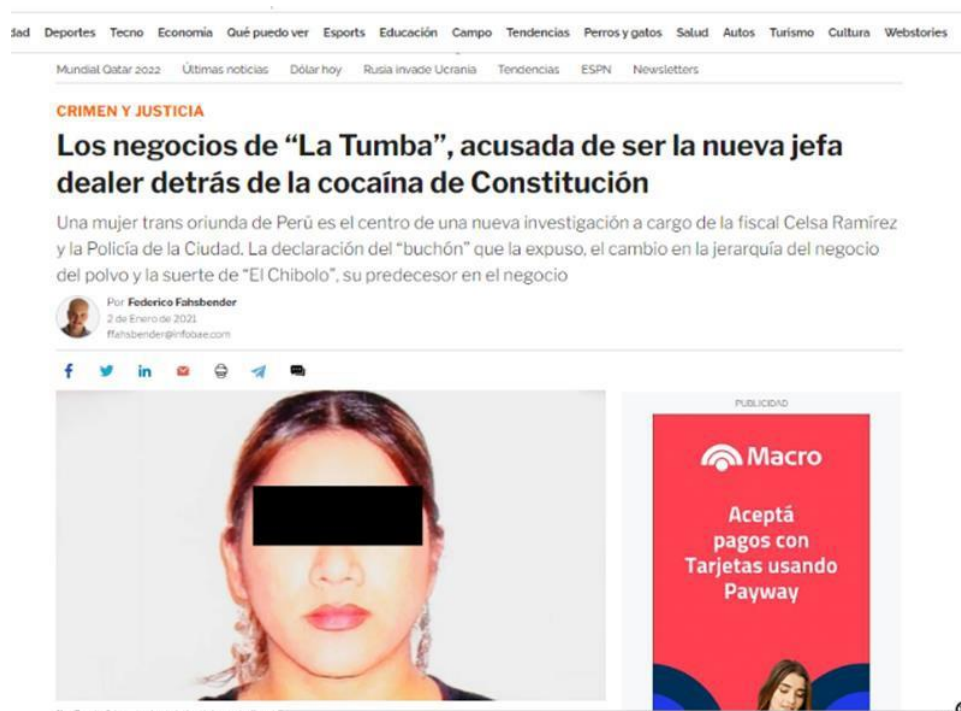 dad Deportes Tecno Economía Qué puedo ver Esports Educación Campo Tendencias Perros y gatos Salud Autos Turismo Cultura Webstories
Mundial Qatar 2022 Últimas noticias Dólar hoy Rusia invade Ucrania Tendencias ESPN Newsletters
CRIMEN Y JUSTICIA
Los negocios de “La Tumba”, acusada de ser la nueva jefa
dealer detrás de la cocaína de Constitución
Una mujer trans oriunda de Perú es el centro de una nueva investigación a cargo de la fiscal Celsa Ramírez
y la Policía de la Ciudad. La declaración del “buchón” que la expuso, el cambio en la jerarquía del negocio
del polvo y la suerte de “El Chibolo”, su predecesor en el negocio
Por Federico Fahsbender
2 de Enero de 2021
ffahsbender@infobae.com
PUBLICIDAD
Macro
Aceptá
pagos con
Tarjetas usando
Payway